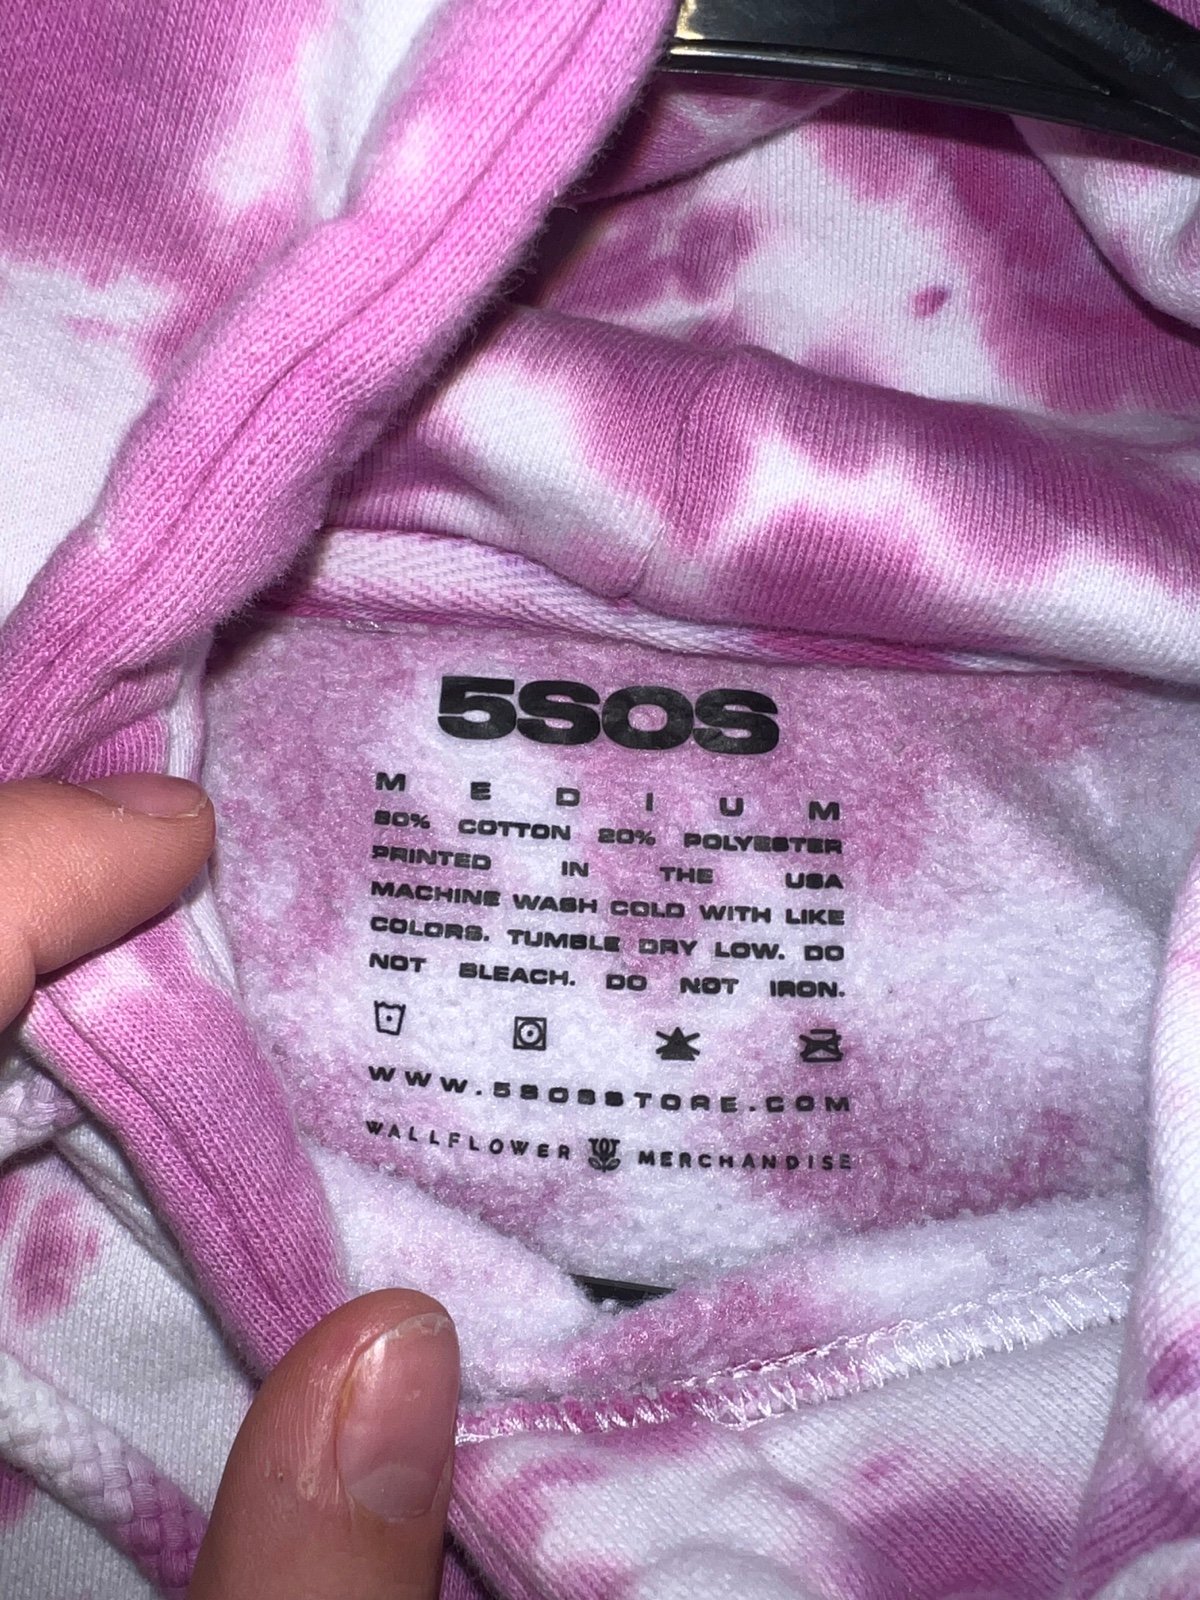 5SOS
MEDIUM
80% COTTON 20% POLYESTER
PRINTED IN THE USA
MACHINE WASH COLD WITH LIKE
COLORS. TUMBLE DRY LOW. DO
NOT BLEACH. DO NOT IRON.
WWW.5SOSSTORE.COM
WALLFLOWER MERCHANDISE